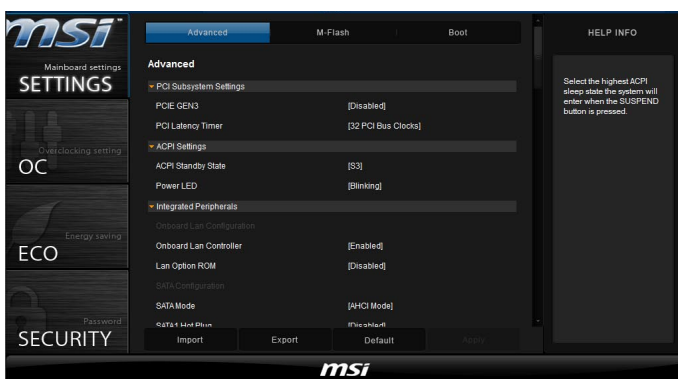 msi
Mainboard settings
SETTINGS
Overclocking setting
OC
Energy saving
ECO
Password
SECURITY
Advanced M-Flash Boot
Advanced
PCI Subsystem Settings
PCIE GEN3 [Disabled]
PCI Latency Timer [32 PCI Bus Clocks]
ACPI Settings
ACPI Standby State [S3]
Power LED [Blinking]
Integrated Peripherals
Onboard Lan Configuration
Onboard Lan Controller [Enabled]
Lan Option ROM [Disabled]
SATA Configuration
SATA Mode [AHCI Mode]
SATA1 Hot Plug [Disabled]
Import Export Default Apply
HELP INFO
Select the highest ACPI
sleep state the system will
enter when the SUSPEND
button is pressed.
msi